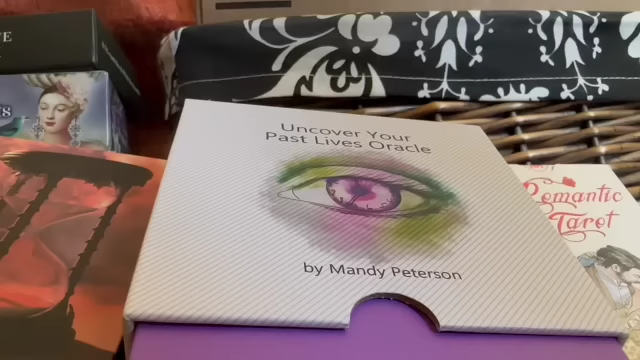 Uncover Your
Past Lives Oracle
by Mandy Peterson
Romantic
Tarot